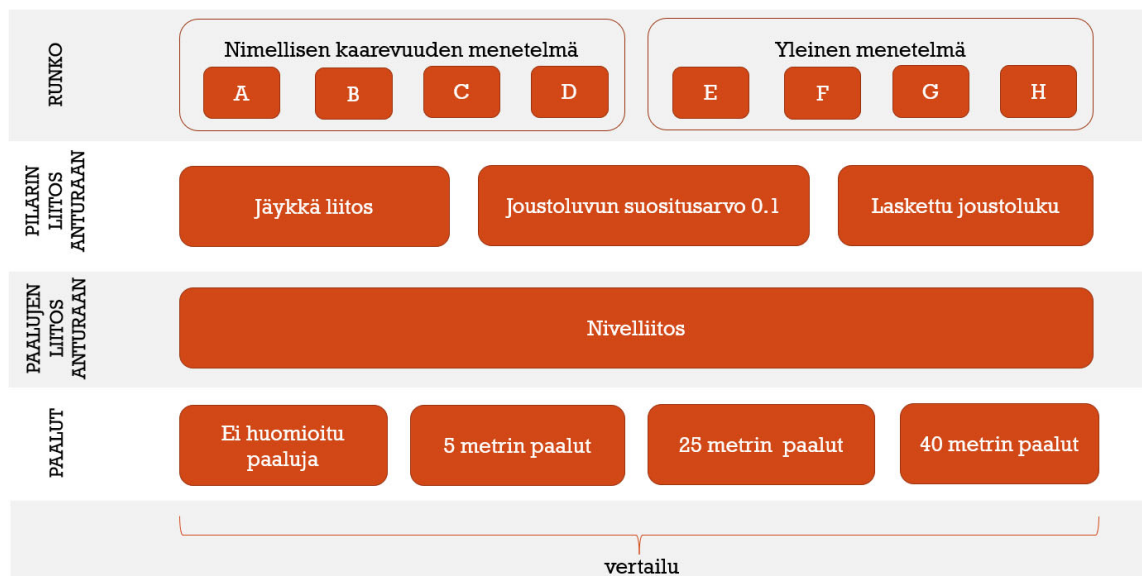 RUNKO
Nimellisen kaarevuuden menetelmä
A B C D
Yleinen menetelmä
E F G H
PILARIN
LIITOS
ANTURAAN
Jäykkä liitos
Joustoluvun suositusarvo 0.1
Laskettu joustoluku
PAALUJEN
LIITOS
ANTURAAN
Nivelliitos
PAALUT
Ei huomioitu
paaluja
5 metrin paalut
25 metrin paalut
40 metrin paalut
vertailu